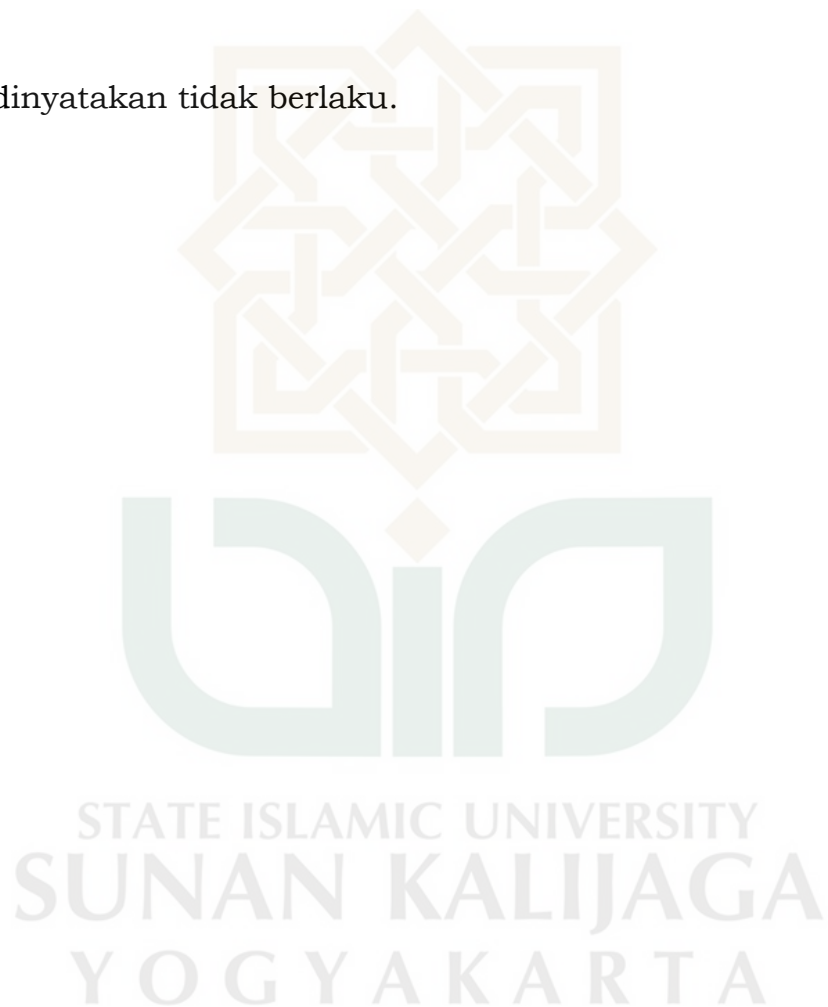 dinyatakan tidak berlaku.
STATE ISLAMIC UNIVERSITY
SUNAN KALIJAGA
YOGYAKARTA